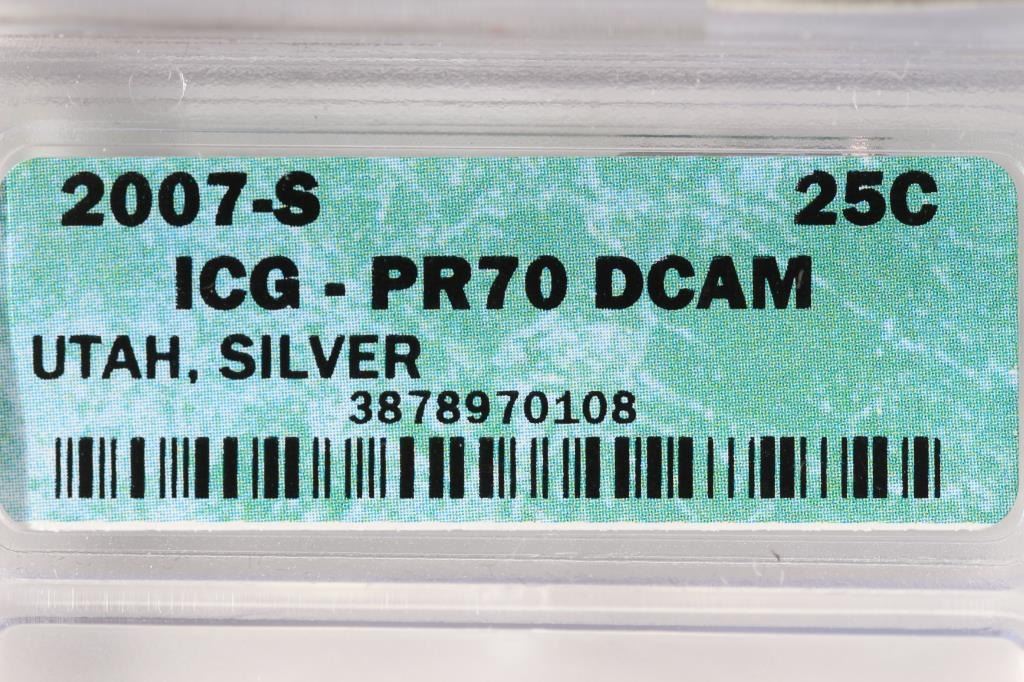 2007-S 25C
ICG - PR70 DCAM
UTAH, SILVER
3878970108